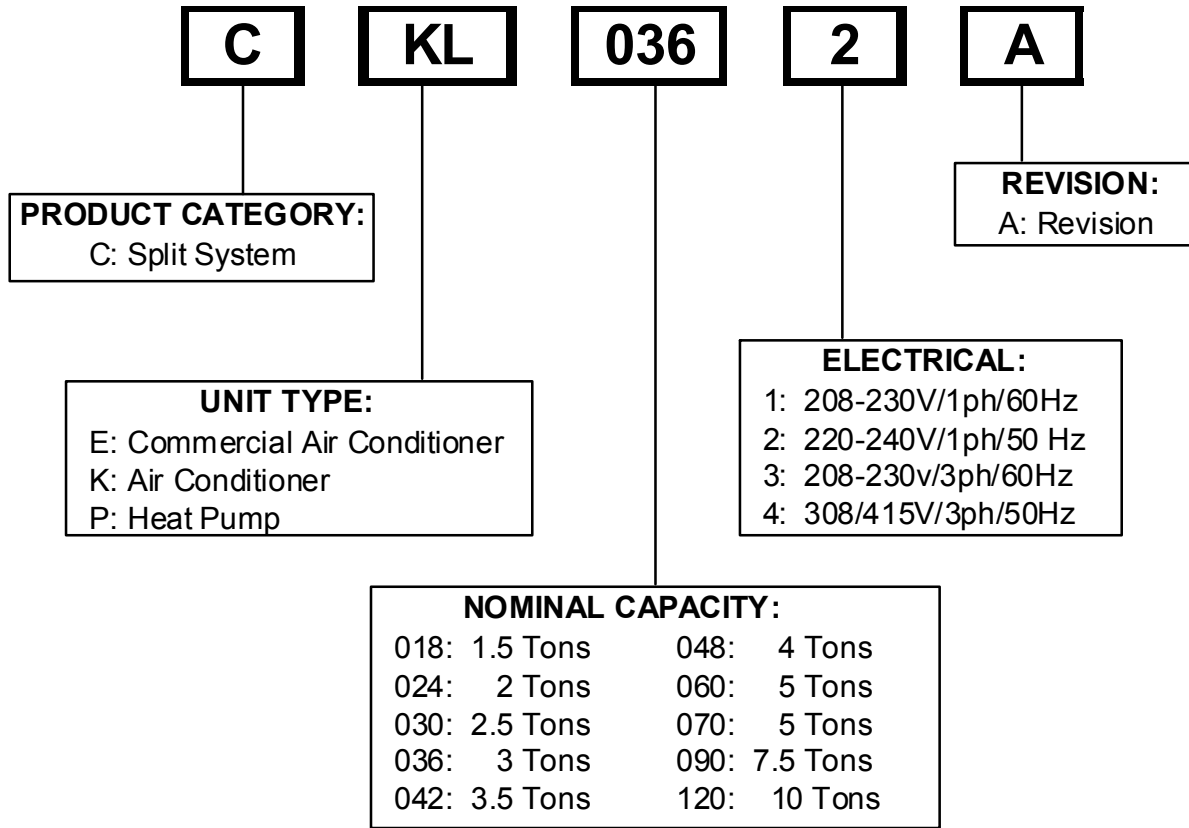 C KL 036 2 A
PRODUCT CATEGORY:
C: Split System
REVISION:
A: Revision
UNIT TYPE:
E: Commercial Air Conditioner
K: Air Conditioner
P: Heat Pump
ELECTRICAL:
1: 208-230V/1ph/60Hz
2: 220-240V/1ph/50 Hz
3: 208-230v/3ph/60Hz
4: 308/415V/3ph/50Hz
NOMINAL CAPACITY:
018: 1.5 Tons 048: 4 Tons
024: 2 Tons 060: 5 Tons
030: 2.5 Tons 070: 5 Tons
036: 3 Tons 090: 7.5 Tons
042: 3.5 Tons 120: 10 Tons